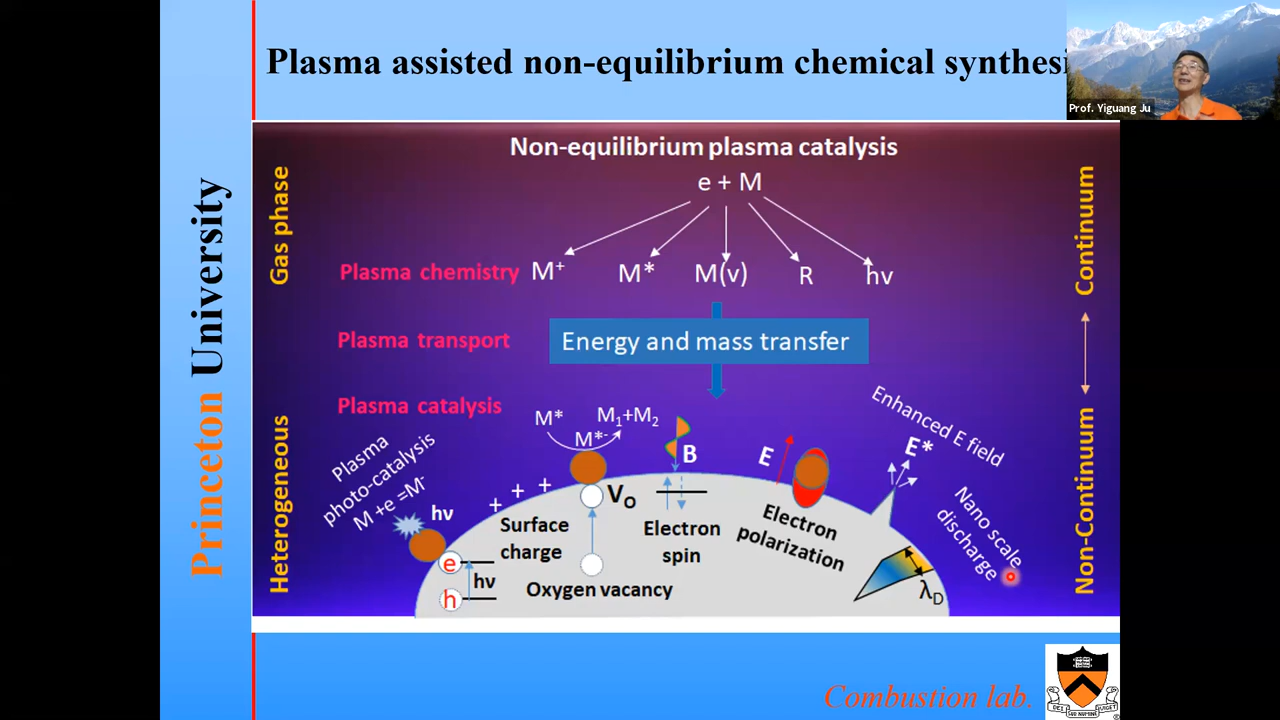 Plasma assisted non-equilibrium chemical synthesi
Prof. Yiguang Ju
Princeton University
Non-equilibrium plasma catalysis
e + M
Gas phase
Continuum
Plasma chemistry
M⁺ M* M(v) R hν
Plasma transport
Energy and mass transfer
Plasma catalysis
Heterogeneous
Non-Continuum
Plasma
photo-catalysis
M +e =M⁻
hν
e
h
hν
+ + +
Surface
charge
M*
M*⁻
M₁+M₂
Vₒ
Oxygen vacancy
B
Electron
spin
E
Electron
polarization
Enhanced E field
E*
Nano scale
discharge
λ_D
Combustion lab.